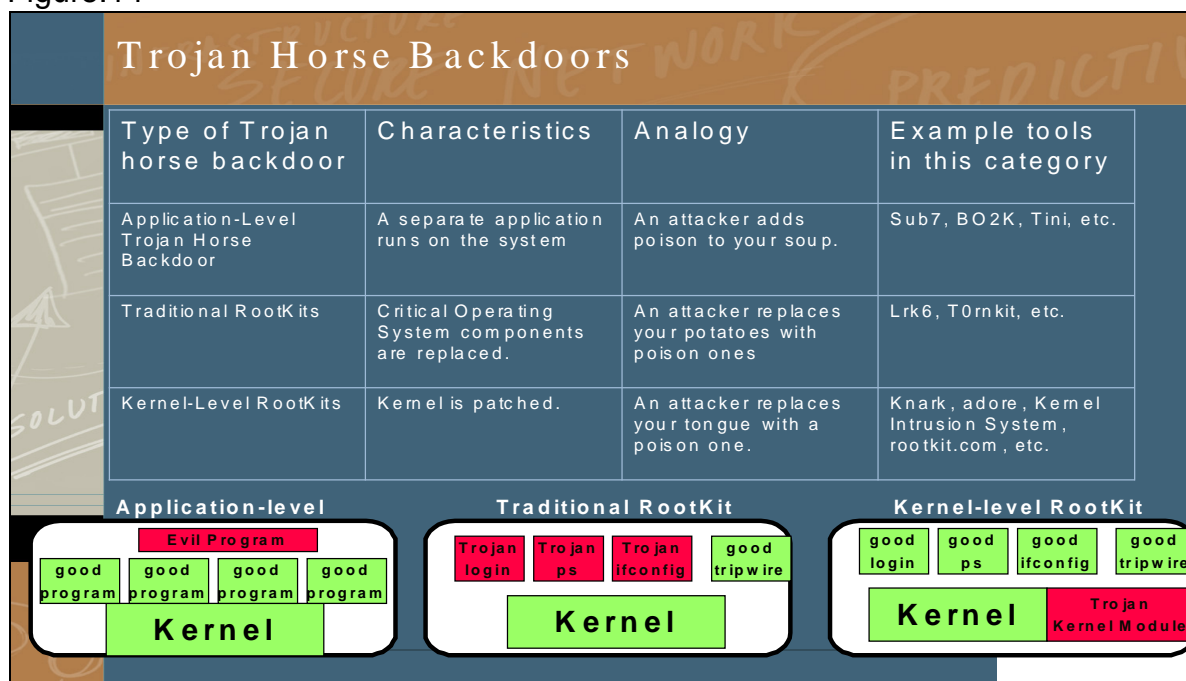 Trojan Horse Backdoors
INFRASTRUCTURE
SECURE NETWORK
PREDICTIV
SOLUT
Type of Trojan
horse backdoor
Characteristics
Analogy
Example tools
in this category
Application-Level
Trojan Horse
Backdoor
A separate application
runs on the system
An attacker adds
poison to your soup.
Sub7, BO2K, Tini, etc.
Traditional RootKits
Critical Operating
System components
are replaced.
An attacker replaces
your potatoes with
poison ones
Lrk6, T0rnkit, etc.
Kernel-Level RootKits
Kernel is patched.
An attacker replaces
your tongue with a
poison one.
Knark, adore, Kernel
Intrusion System,
rootkit.com, etc.
Application-level
Evil Program
good
program
good
program
good
program
good
program
Kernel
Traditional RootKit
Trojan
login
Trojan
ps
Trojan
ifconfig
good
tripwire
Kernel
Kernel-level RootKit
good
login
good
ps
good
ifconfig
good
tripwire
Kernel
Trojan
Kernel Module